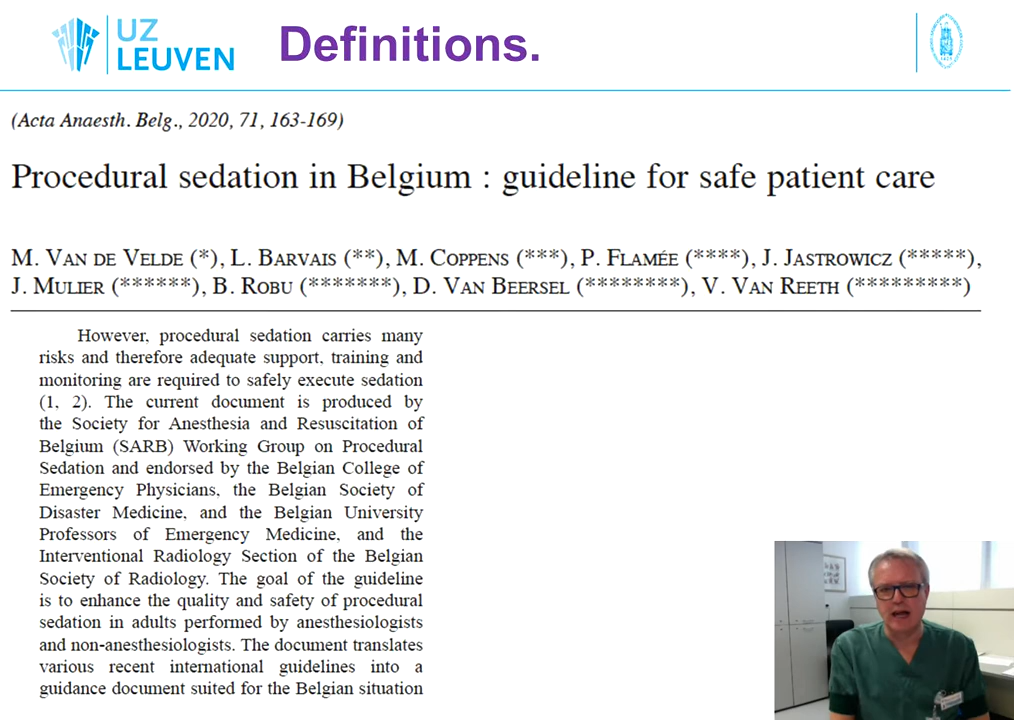 UZ
LEUVEN
Definitions.
(Acta Anaesth. Belg., 2020, 71, 163-169)
Procedural sedation in Belgium : guideline for safe patient care
M. Van de Velde (*), L. Barvais (**), M. Coppens (***), P. Flamée (****), J. Jastrowicz (*****),
J. Mulier (******), B. Robu (*******), D. Van Beersel (********), V. Van Reeth (*********)
However, procedural sedation carries many
risks and therefore adequate support, training and
monitoring are required to safely execute sedation
(1, 2). The current document is produced by
the Society for Anesthesia and Resuscitation of
Belgium (SARB) Working Group on Procedural
Sedation and endorsed by the Belgian College of
Emergency Physicians, the Belgian Society of
Disaster Medicine, and the Belgian University
Professors of Emergency Medicine, and the
Interventional Radiology Section of the Belgian
Society of Radiology. The goal of the guideline
is to enhance the quality and safety of procedural
sedation in adults performed by anesthesiologists
and non-anesthesiologists. The document translates
various recent international guidelines into a
guidance document suited for the Belgian situation